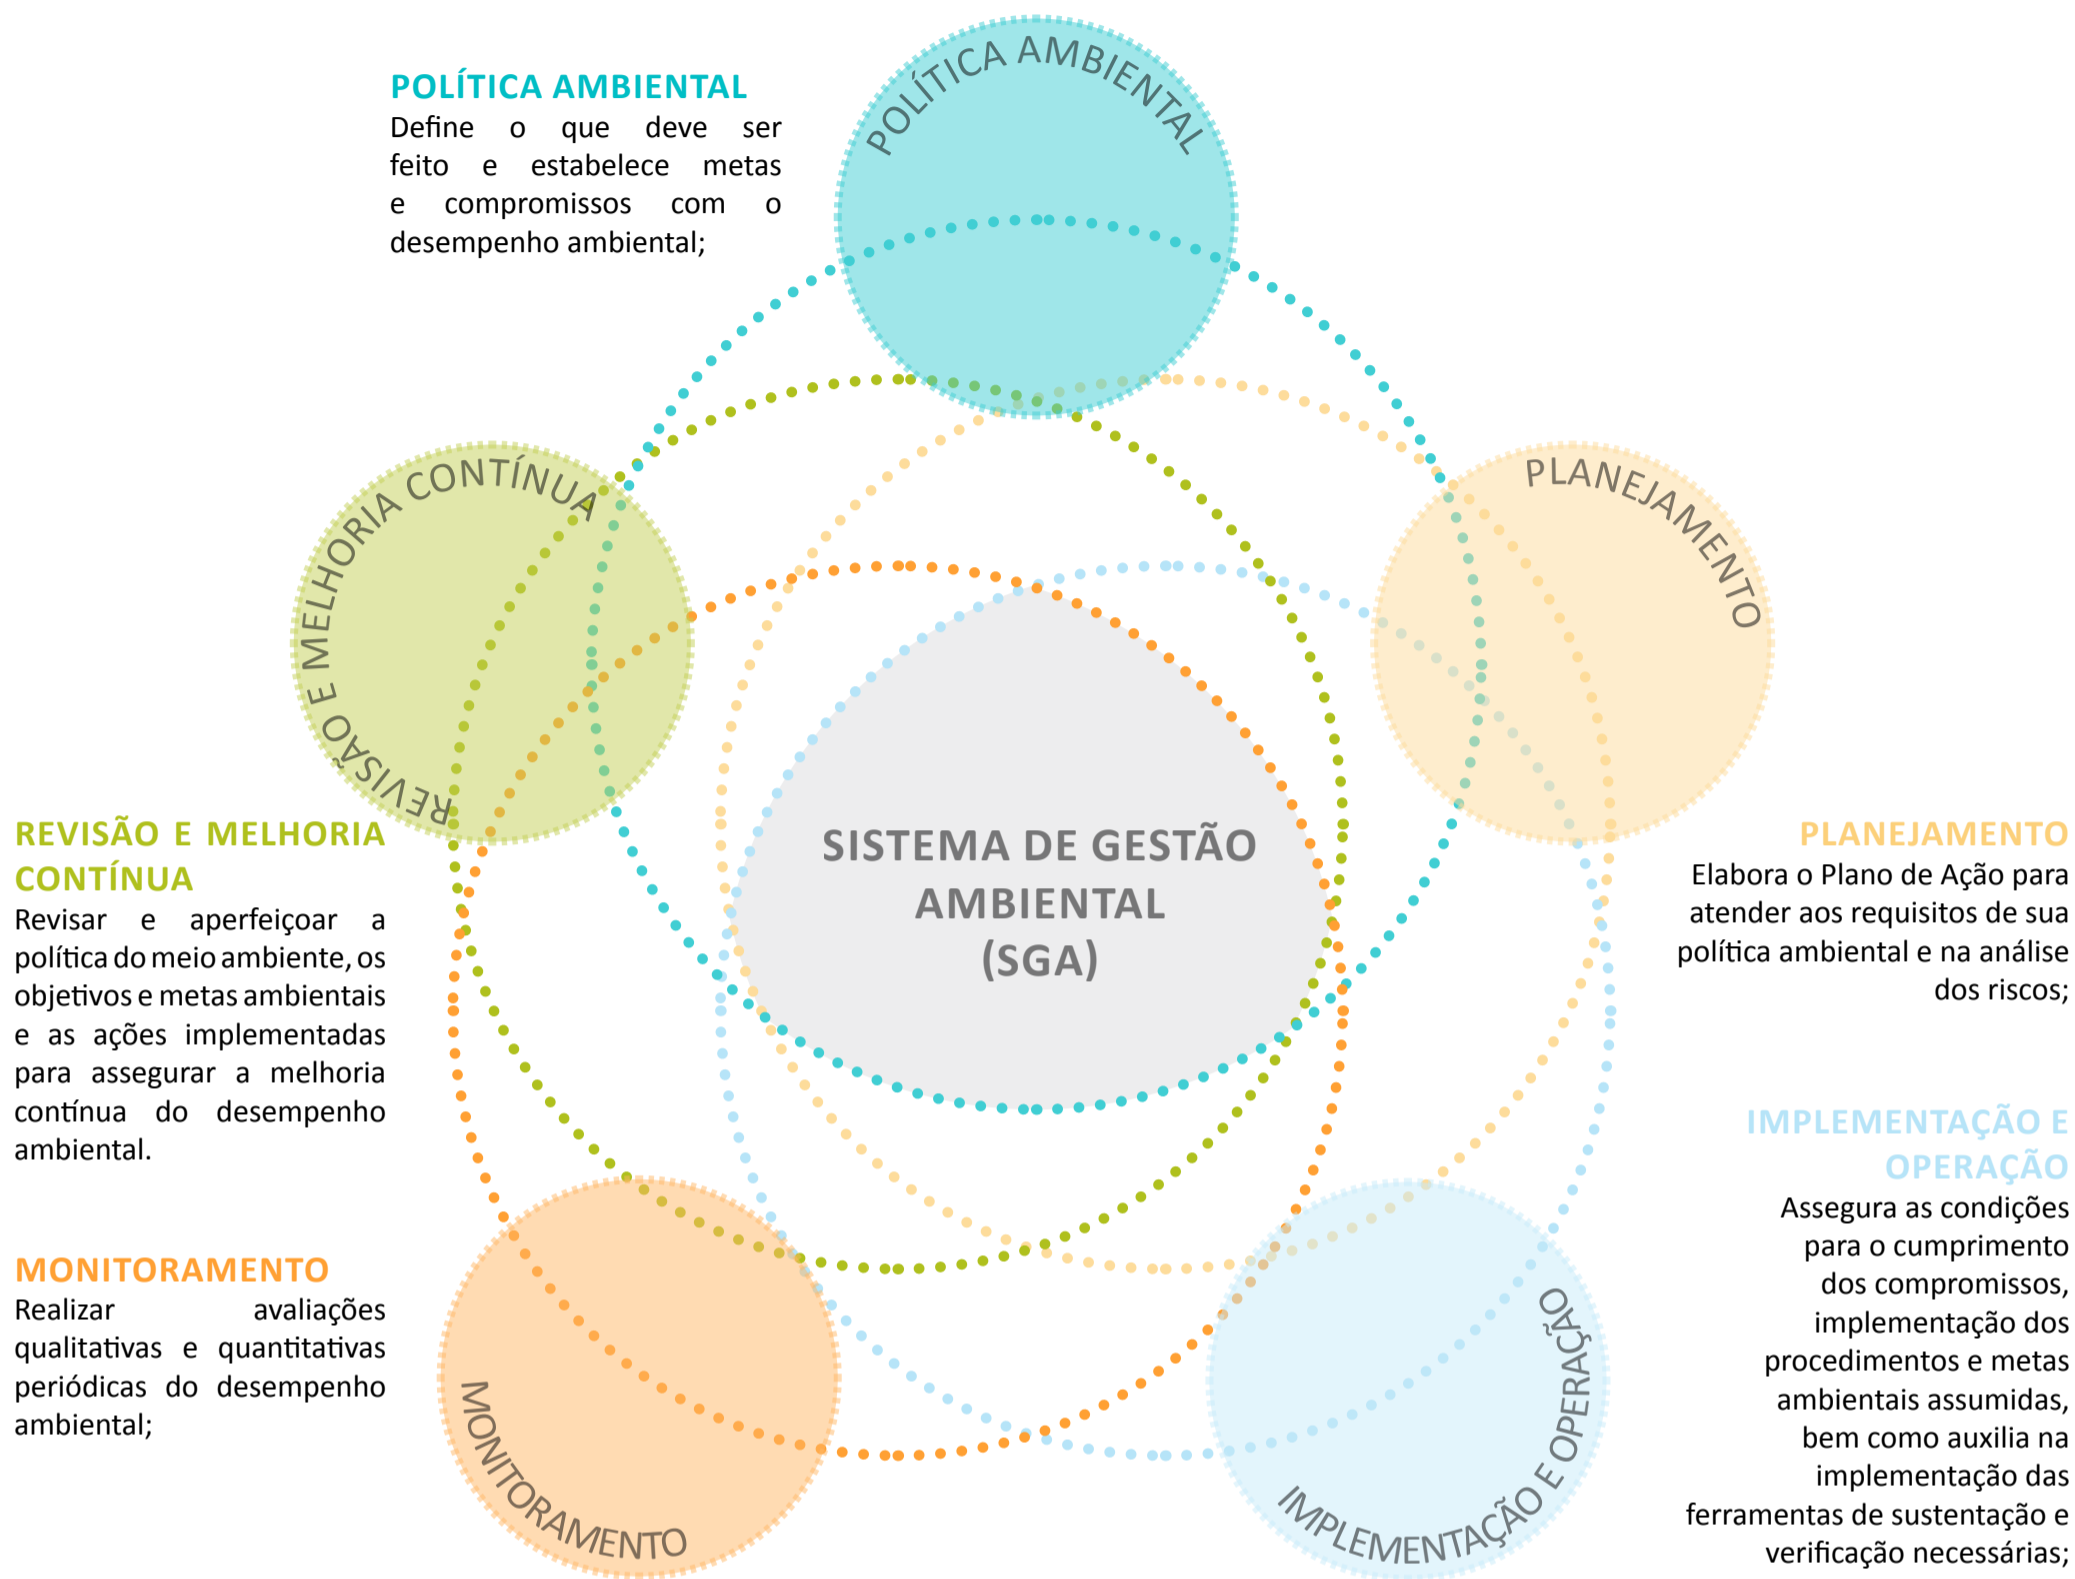 POLÍTICA AMBIENTAL
POLÍTICA AMBIENTAL
Define o que deve ser
feito e estabelece metas
e compromissos com o
desempenho ambiental;
REVISÃO E MELHORIA CONTÍNUA
PLANEJAMENTO
SISTEMA DE GESTÃO
AMBIENTAL
(SGA)
REVISÃO E MELHORIA
CONTÍNUA
Revisar e aperfeiçoar a
política do meio ambiente, os
objetivos e metas ambientais
e as ações implementadas
para assegurar a melhoria
contínua do desempenho
ambiental.
PLANEJAMENTO
Elabora o Plano de Ação para
atender aos requisitos de sua
política ambiental e na análise
dos riscos;
MONITORAMENTO
Realizar avaliações
qualitativas e quantitativas
periódicas do desempenho
ambiental;
MONITORAMENTO
IMPLEMENTAÇÃO E OPERAÇÃO
IMPLEMENTAÇÃO E
OPERAÇÃO
Assegura as condições
para o cumprimento
dos compromissos,
implementação dos
procedimentos e metas
ambientais assumidas,
bem como auxilia na
implementação das
ferramentas de sustentação e
verificação necessárias;